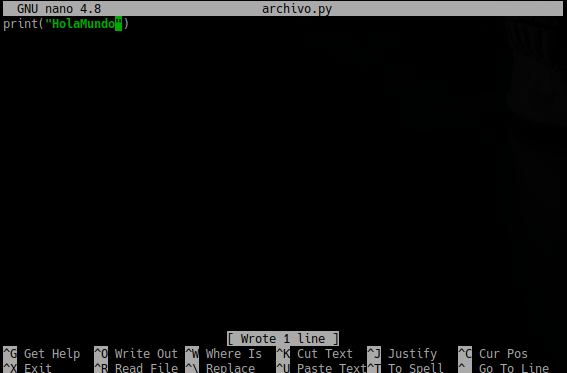 GNU nano 4.8 archivo.py
print("HolaMundo")
[ Wrote 1 line ]
^G Get Help ^O Write Out ^W Where Is ^K Cut Text ^J Justify ^C Cur Pos
^X Exit ^R Read File ^\ Replace ^U Paste Text ^T To Spell ^_ Go To Line